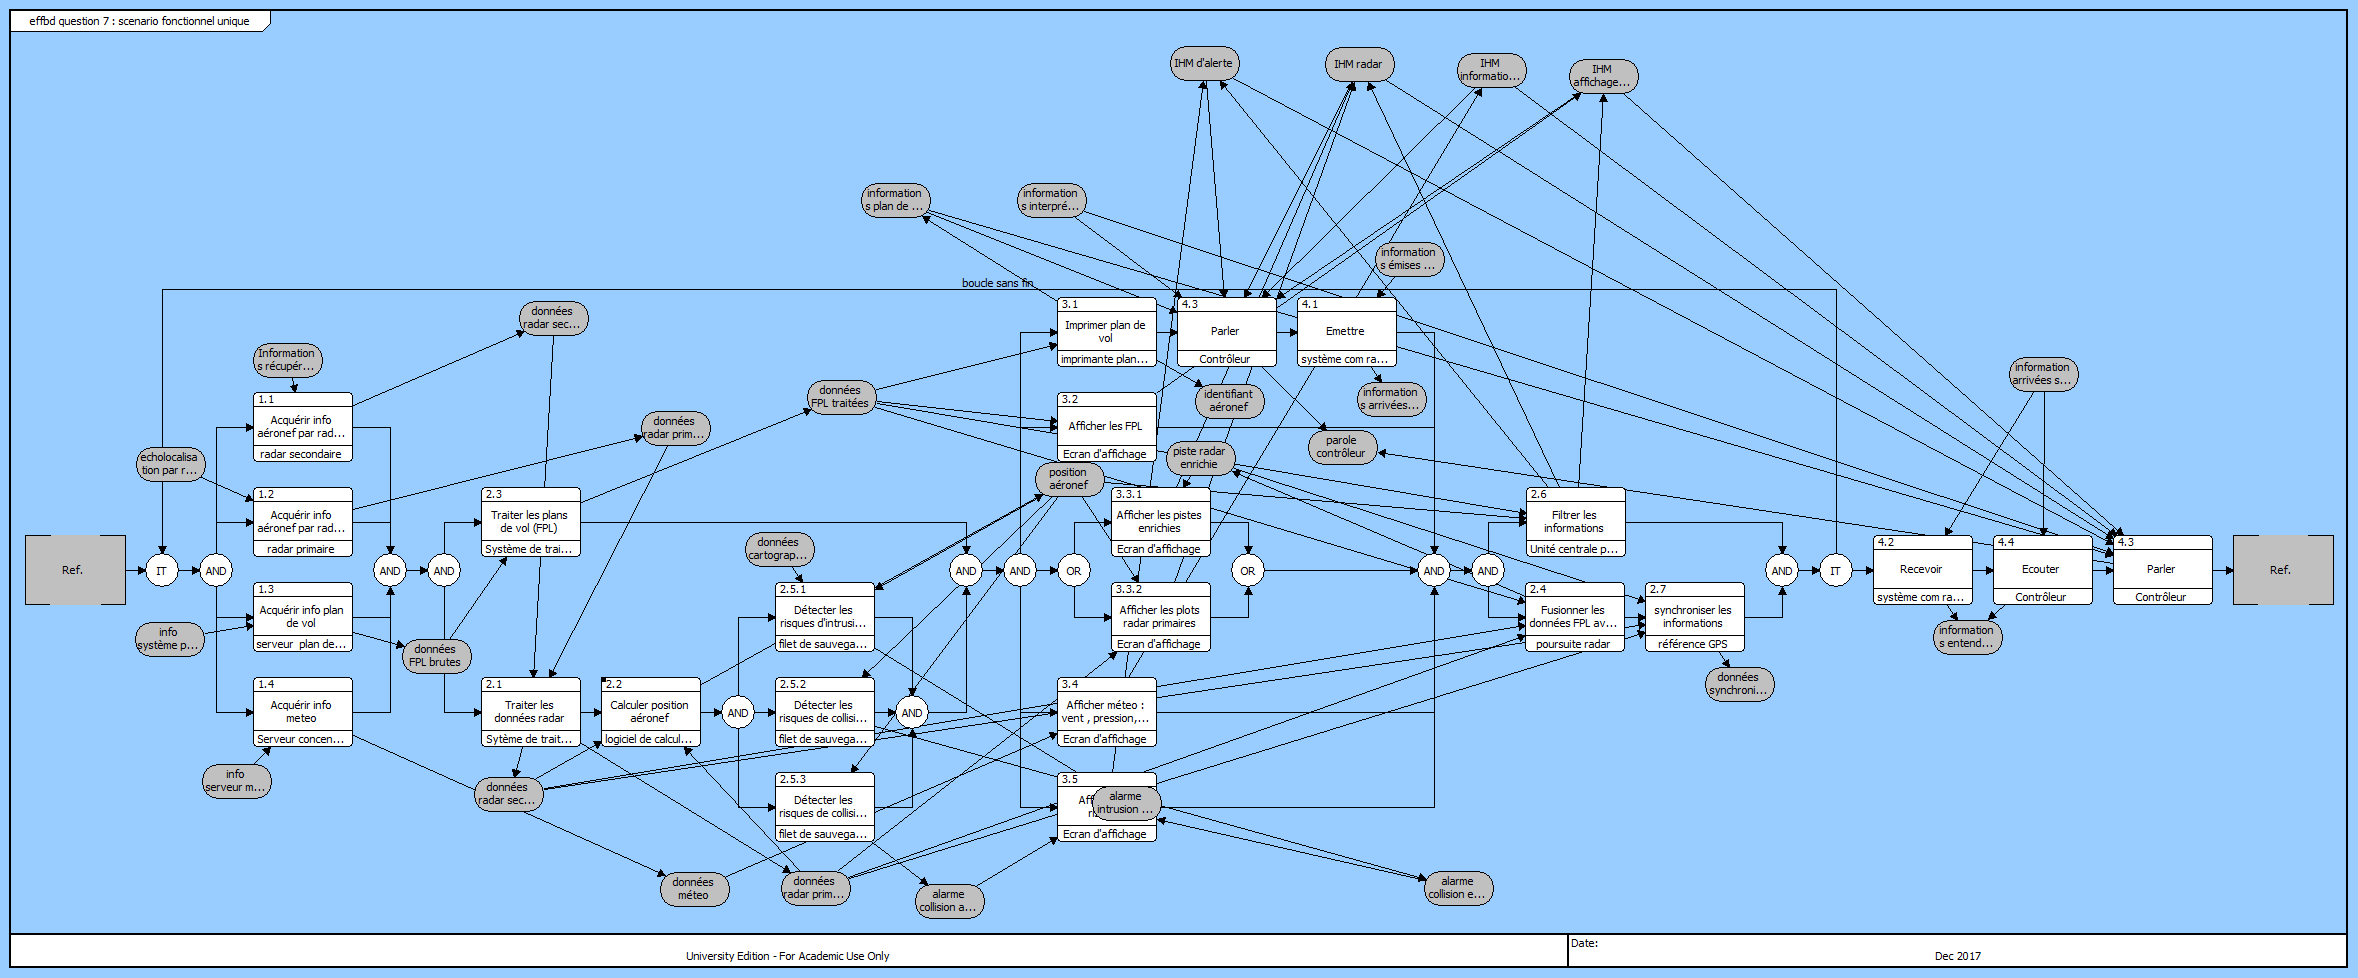 effbd question 7 : scenario fonctionnel unique
IHM d'alerte
IHM radar
IHM
informatio...
IHM
affichage...
information
s plan de ...
information
s interpré...
information
s émises ...
boucle sans fin
données
radar sec...
Information
s récupér...
1.1
Acquérir info
aéronef par rad...
radar secondaire
echolocalisa
tion par r...
1.2
Acquérir info
aéronef par rad...
radar primaire
Ref.
IT
AND
1.3
Acquérir info plan
de vol
serveur plan de...
info
système p...
1.4
Acquérir info
meteo
Serveur concen...
info
serveur m...
AND
AND
données
FPL brutes
données
radar prim...
2.3
Traiter les plans
de vol (FPL)
Système de trai...
2.1
Traiter les
données radar
Sytème de trait...
2.2
Calculer position
aéronef
logiciel de calcul...
données
radar sec...
données
méteo
données
radar prim...
données
FPL traitées
données
cartograp...
AND
2.5.1
Détecter les
risques d'intrusi...
filet de sauvega...
2.5.2
Détecter les
risques de collisi...
filet de sauvega...
2.5.3
Détecter les
risques de collisi...
filet de sauvega...
AND
alarme
collision a...
AND
AND
3.1
Imprimer plan de
vol
imprimante plan...
4.3
Parler
Contrôleur
4.1
Emettre
système com ra...
3.2
Afficher les FPL
Ecran d'affichage
identifiant
aéronef
information
s arrivées...
parole
contrôleur
piste radar
enrichie
position
aéronef
OR
3.3.1
Afficher les pistes
enrichies
Ecran d'affichage
3.3.2
Afficher les plots
radar primaires
Ecran d'affichage
OR
3.4
Afficher méteo :
vent , pression,...
Ecran d'affichage
3.5
Ecran d'affichage
alarme
intrusion ...
alarme
collision e...
AND
AND
2.6
Filtrer les
informations
Unité centrale p...
2.4
Fusionner les
données FPL av...
poursuite radar
2.7
synchroniser les
informations
référence GPS
données
synchroni...
AND
IT
information
arrivées s...
4.2
Recevoir
système com ra...
4.4
Ecouter
Contrôleur
4.3
Parler
Contrôleur
information
s entend...
Ref.
University Edition - For Academic Use Only
Date:
Dec 2017